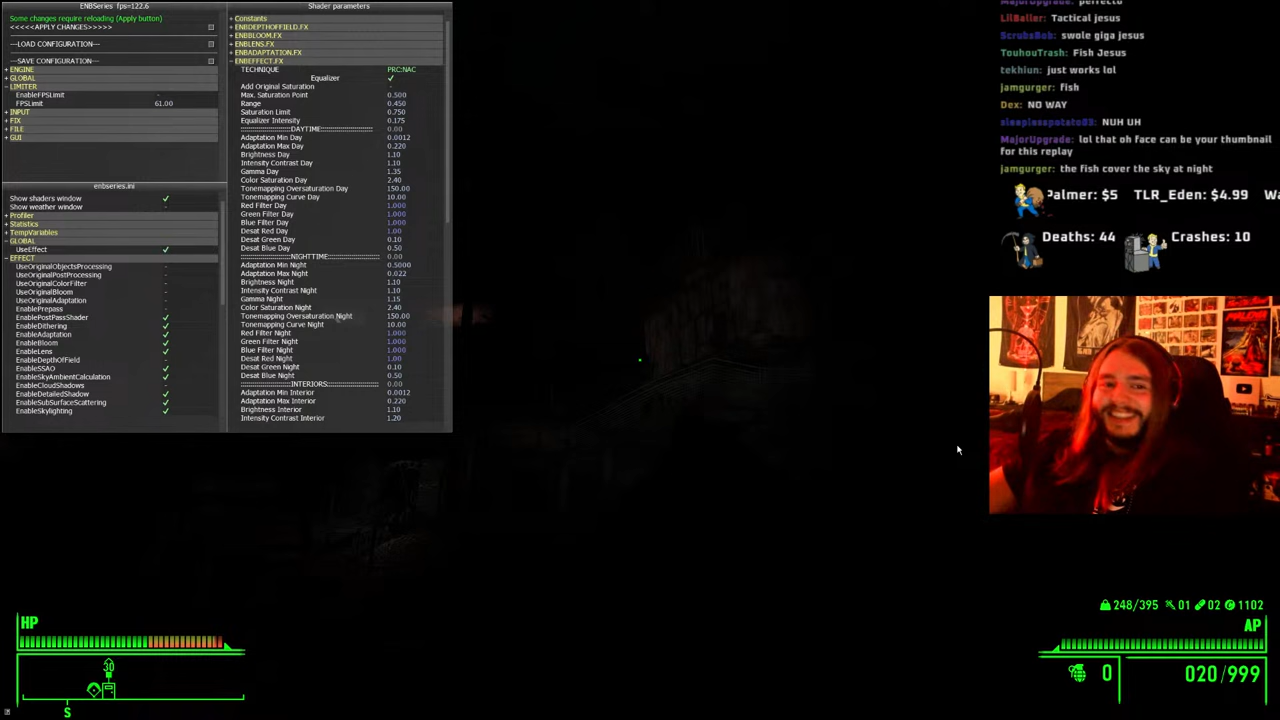 ENBSeries fps=122.6
Some changes require reloading (Apply button)
<<<<<APPLY CHANGES>>>>>
---LOAD CONFIGURATION---
---SAVE CONFIGURATION---
+ ENGINE
+ GLOBAL
- LIMITER
EnableFPSLimit -
FPSLimit 61.00
+ INPUT
+ FIX
+ FILE
+ GUI
enbseries.ini
Show shaders window
Show weather window -
+ Profiler
+ Statistics
+ TempVariables
- GLOBAL
UseEffect
- EFFECT
UseOriginalObjectsProcessing -
UseOriginalPostProcessing -
UseOriginalColorFilter -
UseOriginalBloom -
UseOriginalAdaptation -
EnablePrepass -
EnablePostPassShader
EnableDithering
EnableAdaptation
EnableBloom
EnableLens
EnableDepthOfField -
EnableSSAO
EnableSkyAmbientCalculation
EnableCloudShadows -
EnableDetailedShadow
EnableSubSurfaceScattering
EnableSkylighting
Shader parameters
+ Constants
+ ENBDEPTHOFFIELD.FX
+ ENBBLOOM.FX
+ ENBLENS.FX
+ ENBADAPTATION.FX
- ENBEFFECT.FX
TECHNIQUE PRC:NAC
Equalizer
Add Original Saturation -
Max. Saturation Point 0.500
Range 0.450
Saturation Limit 0.750
Equalizer Intensity 0.175
DAYTIME: 0.00
Adaptation Min Day 0.0012
Adaptation Max Day 0.220
Brightness Day 1.10
Intensity Contrast Day 1.10
Gamma Day 1.35
Color Saturation Day 2.40
Tonemapping Oversaturation Day 150.00
Tonemapping Curve Day 10.00
Red Filter Day 1.000
Green Filter Day 1.000
Blue Filter Day 1.000
Desat Red Day 1.00
Desat Green Day 0.10
Desat Blue Day 0.50
NIGHTTIME: 0.00
Adaptation Min Night 0.5000
Adaptation Max Night 0.022
Brightness Night 1.10
Intensity Contrast Night 1.10
Gamma Night 1.15
Color Saturation Night 2.40
Tonemapping Oversaturation Night 150.00
Tonemapping Curve Night 10.00
Red Filter Night 1.000
Green Filter Night 1.000
Blue Filter Night 1.000
Desat Red Night 1.00
Desat Green Night 0.10
Desat Blue Night 0.50
INTERIORS: 0.00
Adaptation Min Interior 0.0012
Adaptation Max Interior 0.220
Brightness Interior 1.10
Intensity Contrast Interior 1.20
MajorUpgrade: perfecto
LilBaller: Tactical jesus
ScrubsBob: swole giga jesus
TouhouTrash: Fish Jesus
tekhiun: just works lol
jamgurger: fish
Dex: NO WAY
sleeplesspotato03: NUH UH
MajorUpgrade: lol that oh face can be your thumbnail
for this replay
jamgurger: the fish cover the sky at night
Palmer: $5 TLR_Eden: $4.99 Wa
Deaths: 44 Crashes: 10
HP
30
S
248/395 01 02 1102
AP
0 020/999